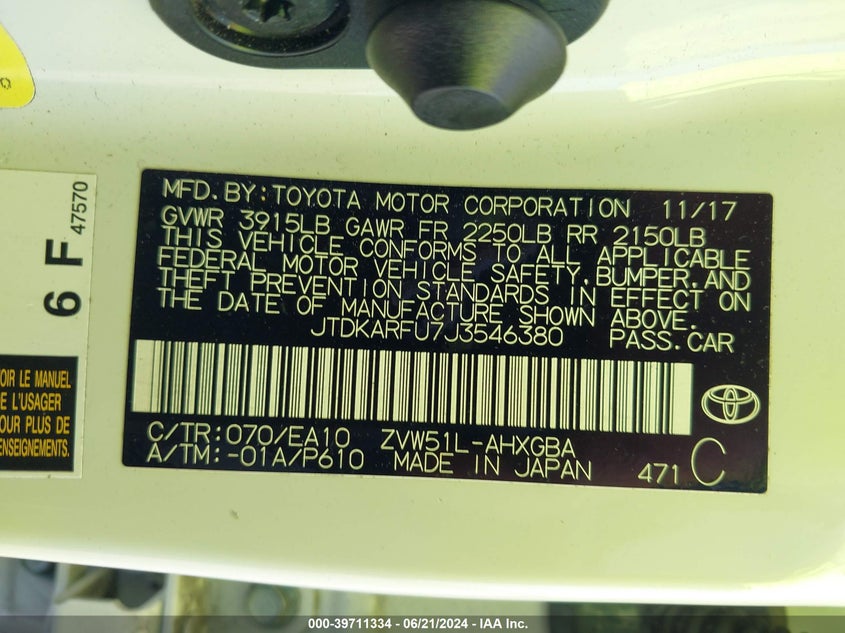 MFD. BY: TOYOTA MOTOR CORPORATION 11/17
GVWR 3915LB GAWR FR 2250LB RR 2150LB
THIS VEHICLE CONFORMS TO ALL APPLICABLE
FEDERAL MOTOR VEHICLE SAFETY, BUMPER, AND
THEFT PREVENTION STANDARDS IN EFFECT ON
THE DATE OF MANUFACTURE SHOWN ABOVE.
JTDKARFU7J3546380 PASS. CAR
C/TR: 070/EA10 ZVW51L-AHXGBA
A/TM: -01A/P610 MADE IN JAPAN 471 C
6 F 47570
OIR LE MANUEL
DE L'USAGER
POUR PLUS DE
ENSEIGNEMENTS.
000-39711334 - 06/21/2024 - IAA Inc.